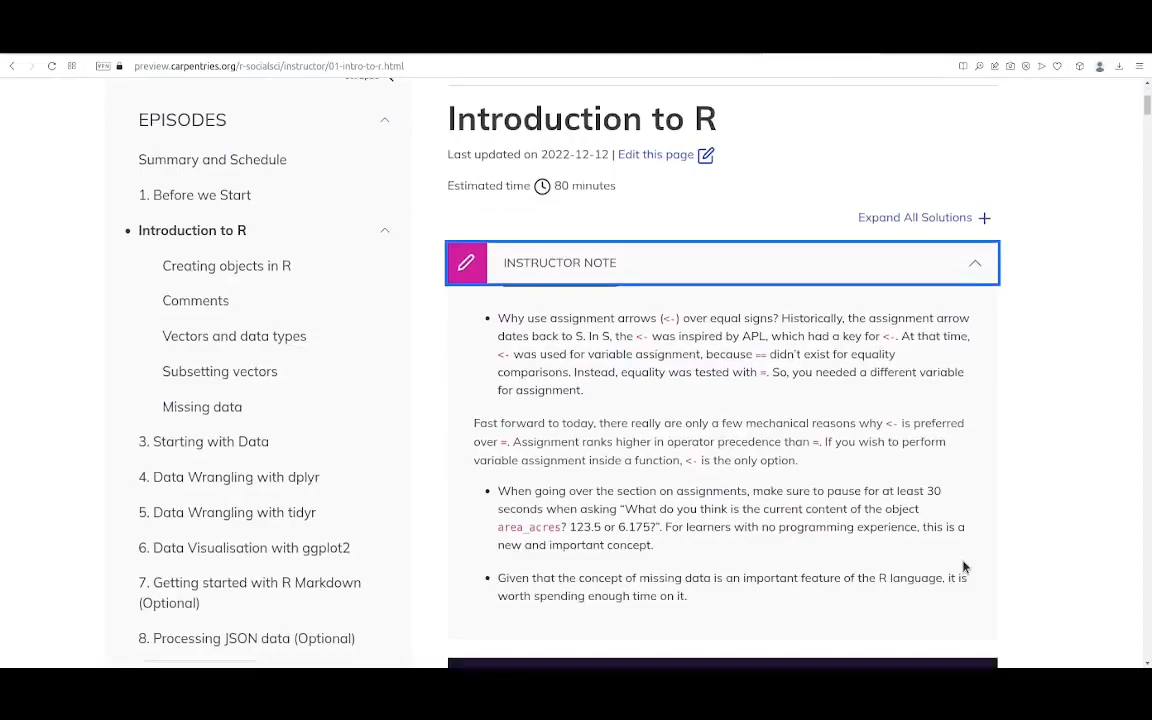 preview.carpentries.org/r-socialsci/instructor/01-intro-to-r.html
VPN
EPISODES
Summary and Schedule
1. Before we Start
Introduction to R
Creating objects in R
Comments
Vectors and data types
Subsetting vectors
Missing data
3. Starting with Data
4. Data Wrangling with dplyr
5. Data Wrangling with tidyr
6. Data Visualisation with ggplot2
7. Getting started with R Markdown
(Optional)
8. Processing JSON data (Optional)
Introduction to R
Last updated on 2022-12-12 | Edit this page
Estimated time 80 minutes
Expand All Solutions
INSTRUCTOR NOTE
Why use assignment arrows (<-) over equal signs? Historically, the assignment arrow
dates back to S. In S, the <- was inspired by APL, which had a key for <-. At that time,
<- was used for variable assignment, because == didn't exist for equality
comparisons. Instead, equality was tested with =. So, you needed a different variable
for assignment.
Fast forward to today, there really are only a few mechanical reasons why <- is preferred
over =. Assignment ranks higher in operator precedence than =. If you wish to perform
variable assignment inside a function, <- is the only option.
When going over the section on assignments, make sure to pause for at least 30
seconds when asking “What do you think is the current content of the object
area_acres? 123.5 or 6.175?”. For learners with no programming experience, this is a
new and important concept.
Given that the concept of missing data is an important feature of the R language, it is
worth spending enough time on it.